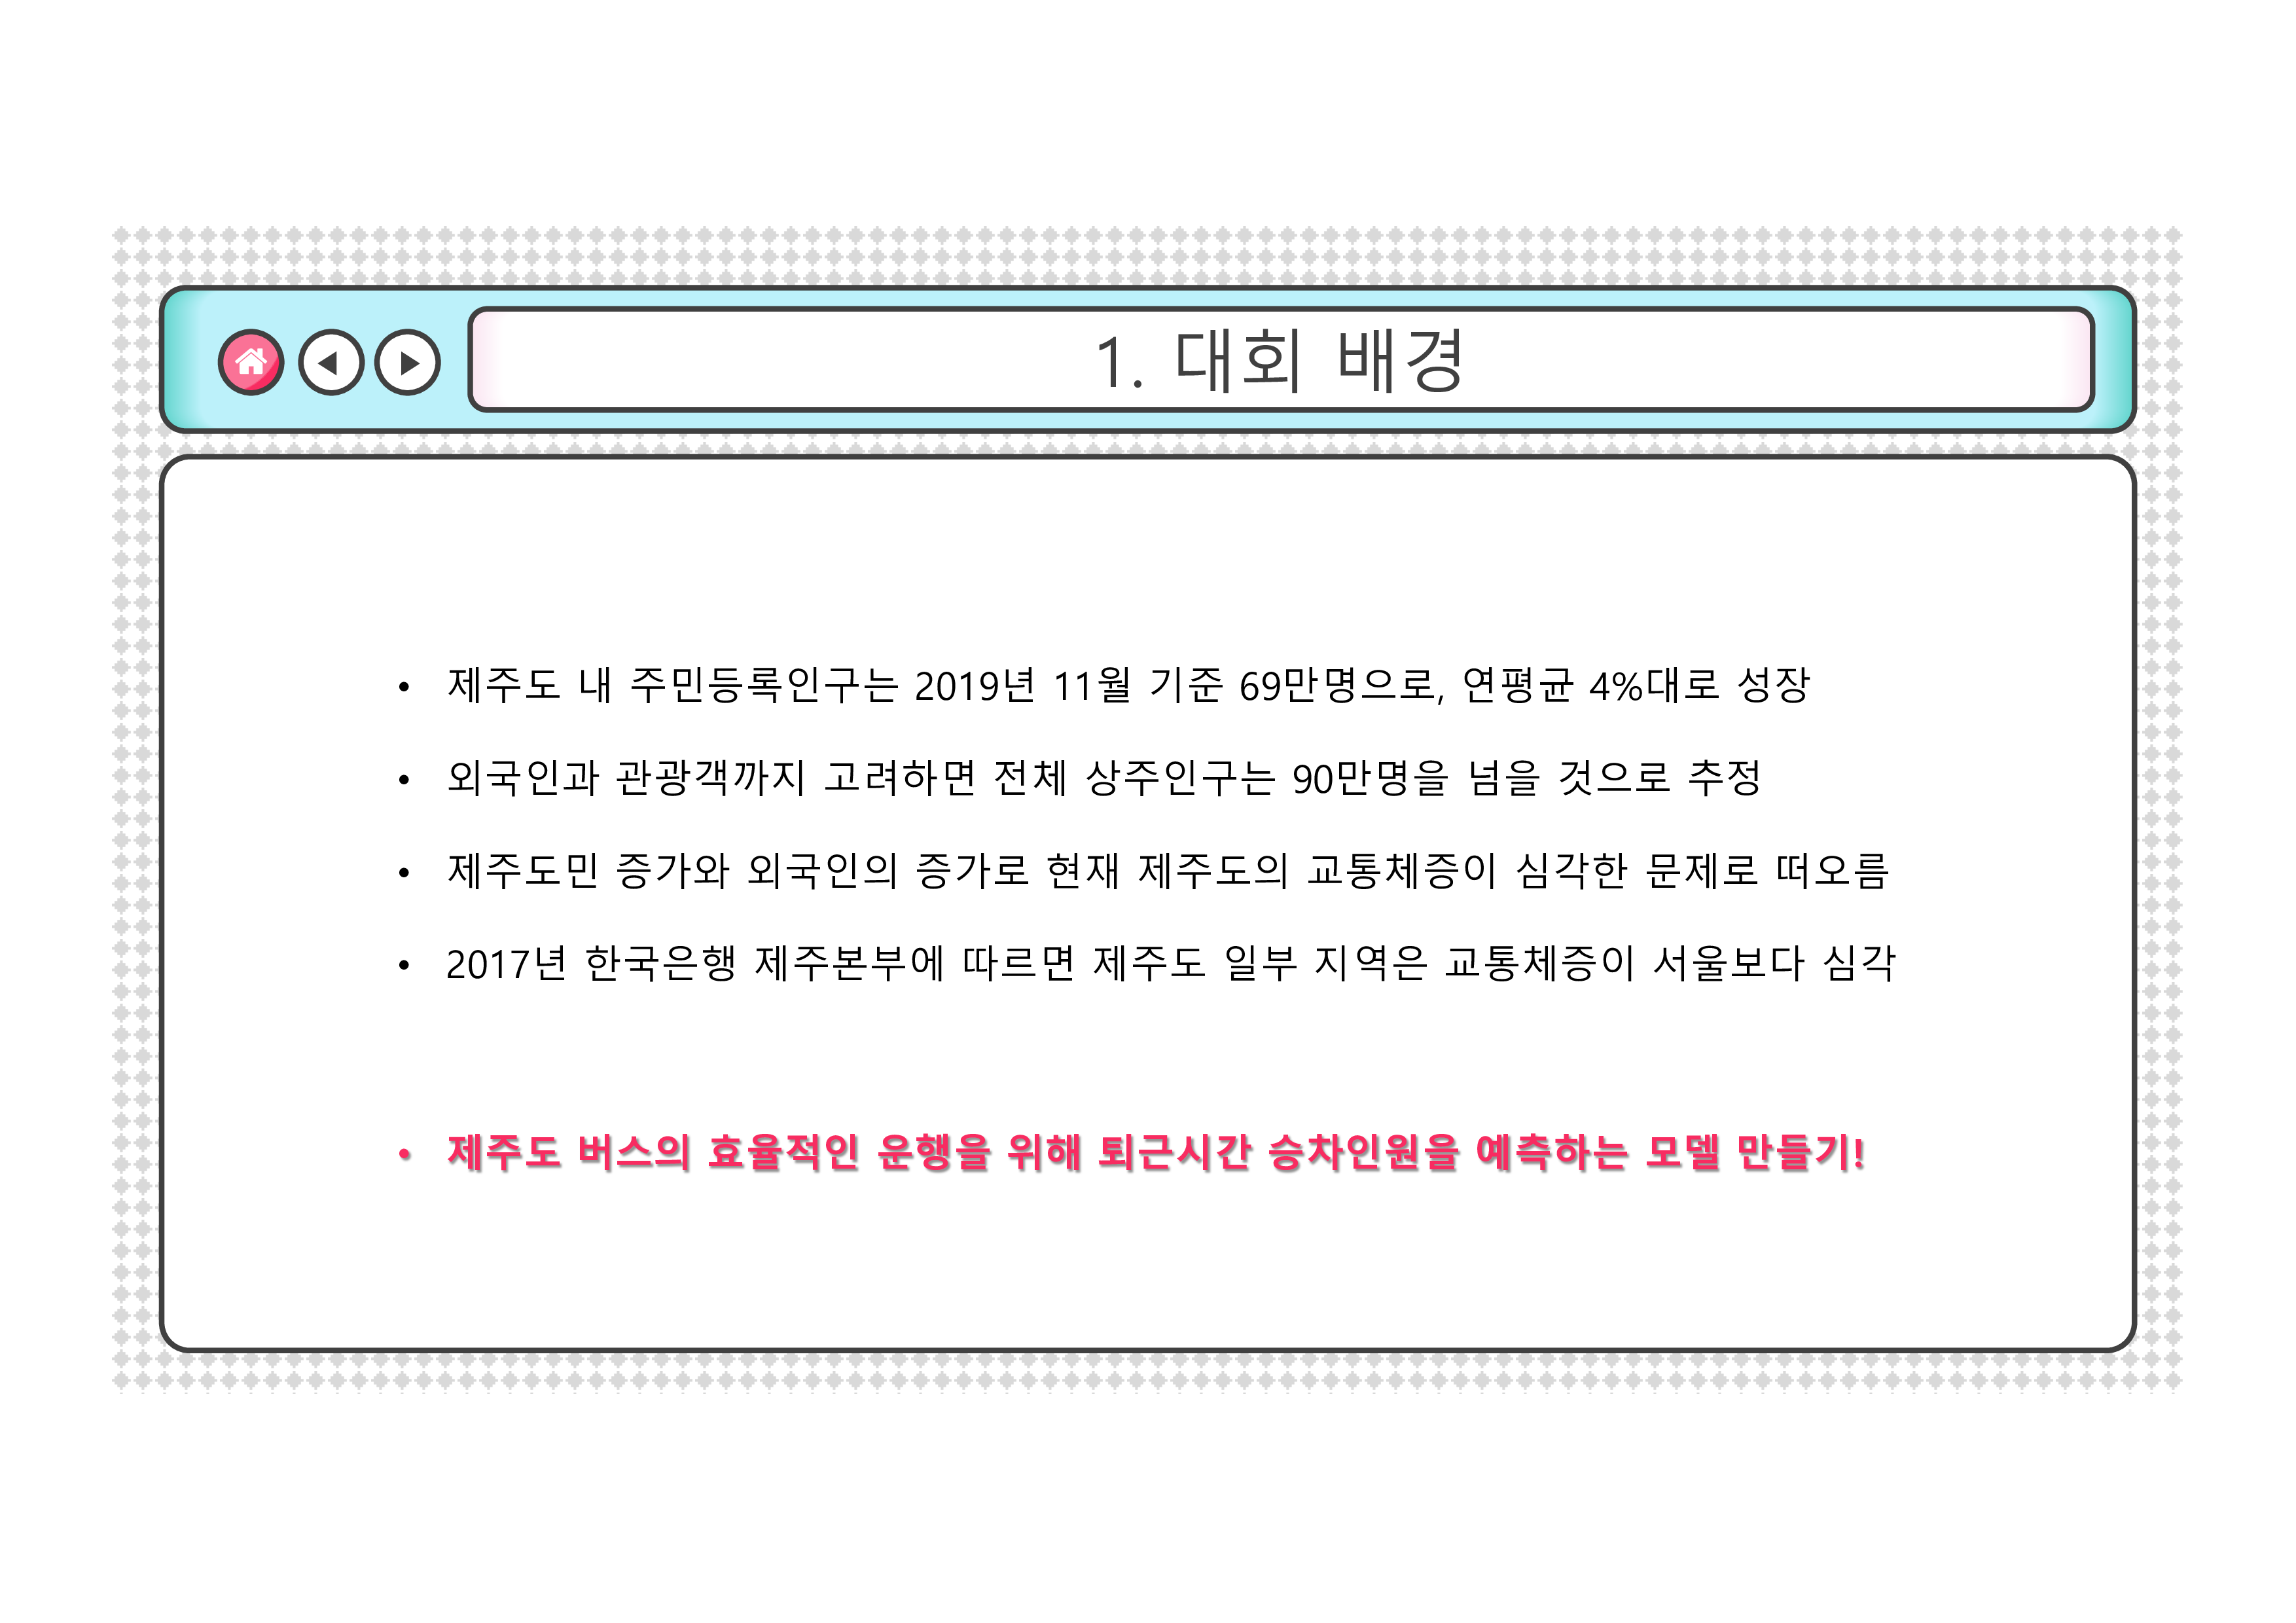 1. 대회 배경
• 제주도 내 주민등록인구는 2019년 11월 기준 69만명으로, 연평균 4%대로 성장
• 외국인과 관광객까지 고려하면 전체 상주인구는 90만명을 넘을 것으로 추정
• 제주도민 증가와 외국인의 증가로 현재 제주도의 교통체증이 심각한 문제로 떠오름
• 2017년 한국은행 제주본부에 따르면 제주도 일부 지역은 교통체증이 서울보다 심각
• 제주도 버스의 효율적인 운행을 위해 퇴근시간 승차인원을 예측하는 모델 만들기!